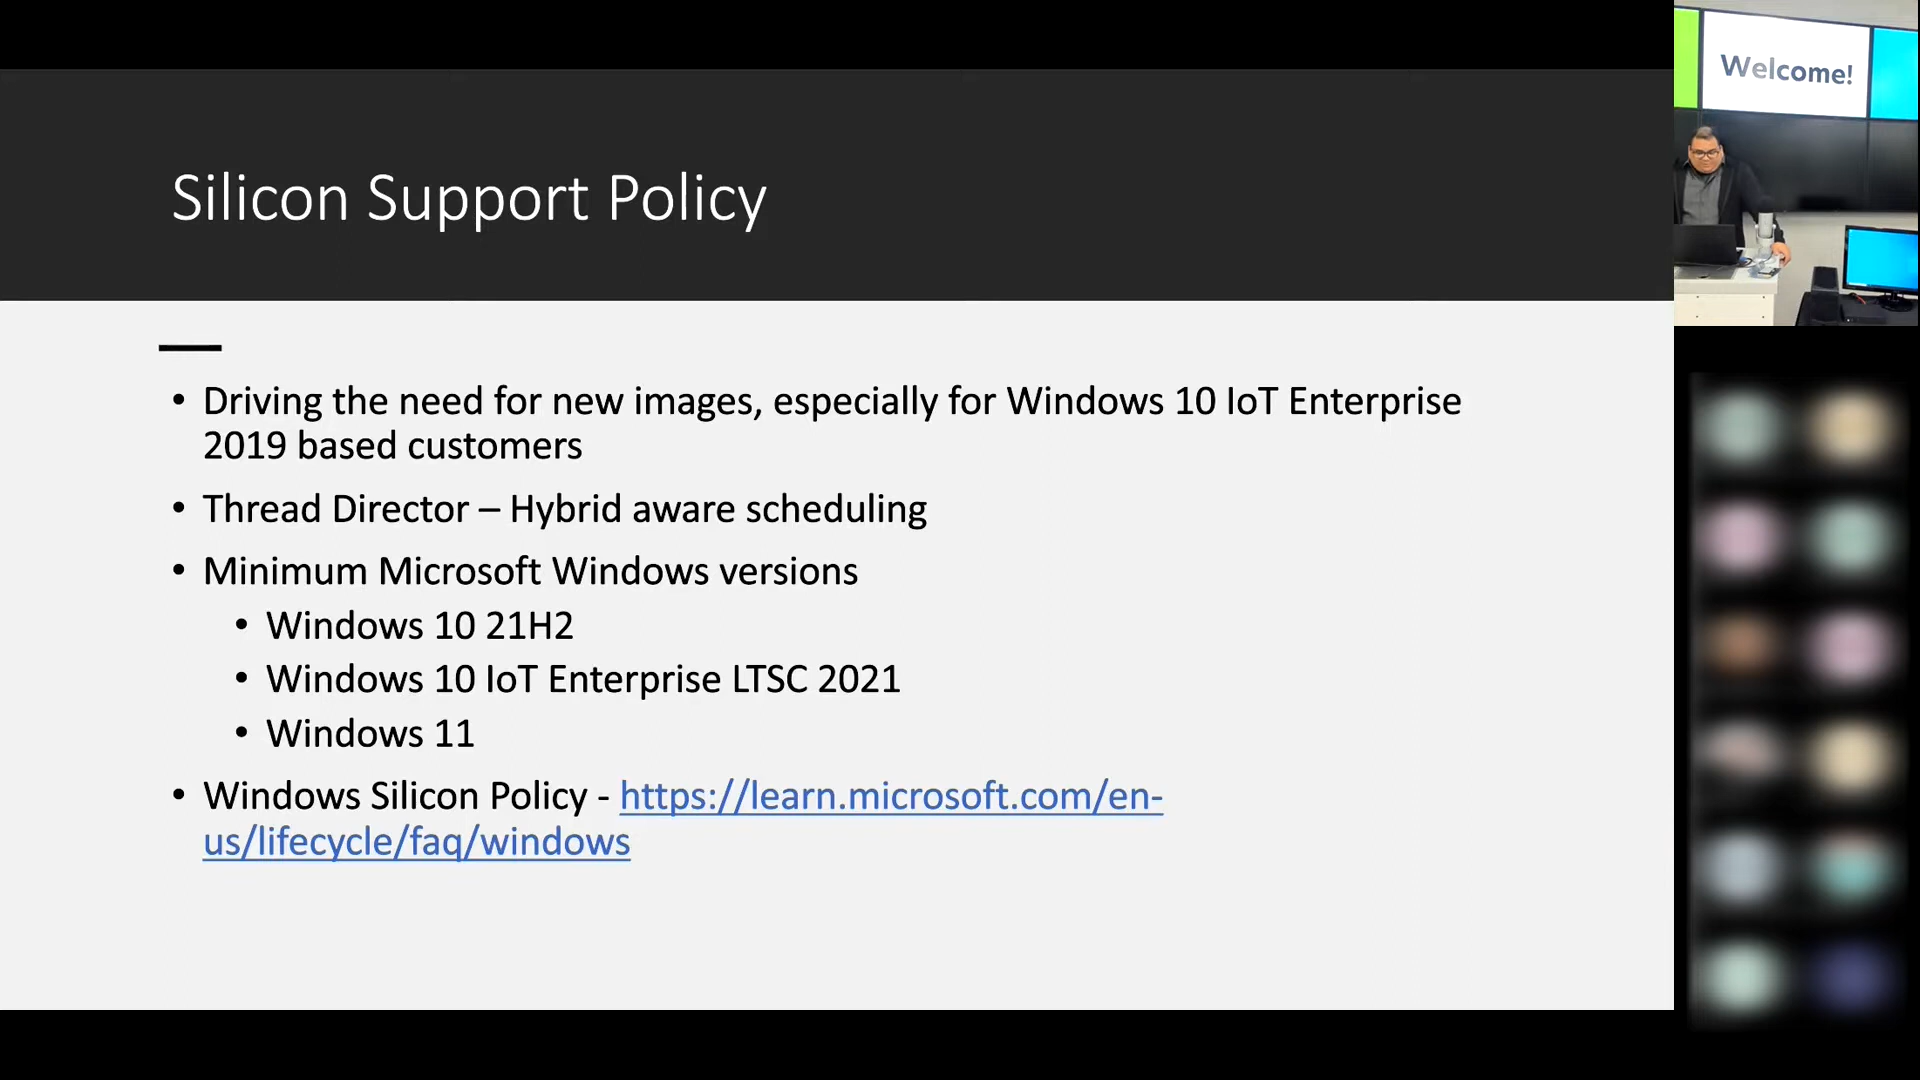 Silicon Support Policy
Welcome!
• Driving the need for new images, especially for Windows 10 IoT Enterprise
2019 based customers
• Thread Director – Hybrid aware scheduling
• Minimum Microsoft Windows versions
• Windows 10 21H2
• Windows 10 IoT Enterprise LTSC 2021
• Windows 11
• Windows Silicon Policy - https://learn.microsoft.com/en-
us/lifecycle/faq/windows